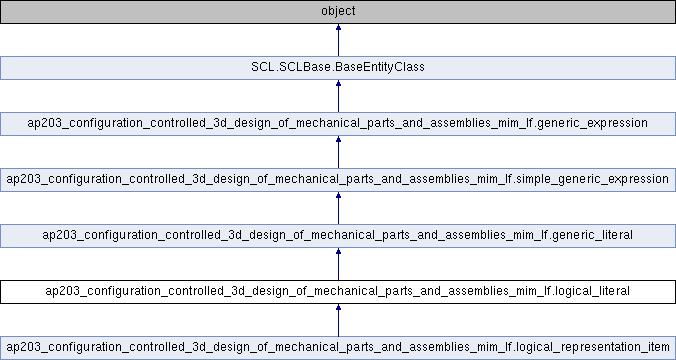 object
SCL.SCLBase.BaseEntityClass
ap203_configuration_controlled_3d_design_of_mechanical_parts_and_assemblies_mim_lf.generic_expression
ap203_configuration_controlled_3d_design_of_mechanical_parts_and_assemblies_mim_lf.simple_generic_expression
ap203_configuration_controlled_3d_design_of_mechanical_parts_and_assemblies_mim_lf.generic_literal
ap203_configuration_controlled_3d_design_of_mechanical_parts_and_assemblies_mim_lf.logical_literal
ap203_configuration_controlled_3d_design_of_mechanical_parts_and_assemblies_mim_lf.logical_representation_item